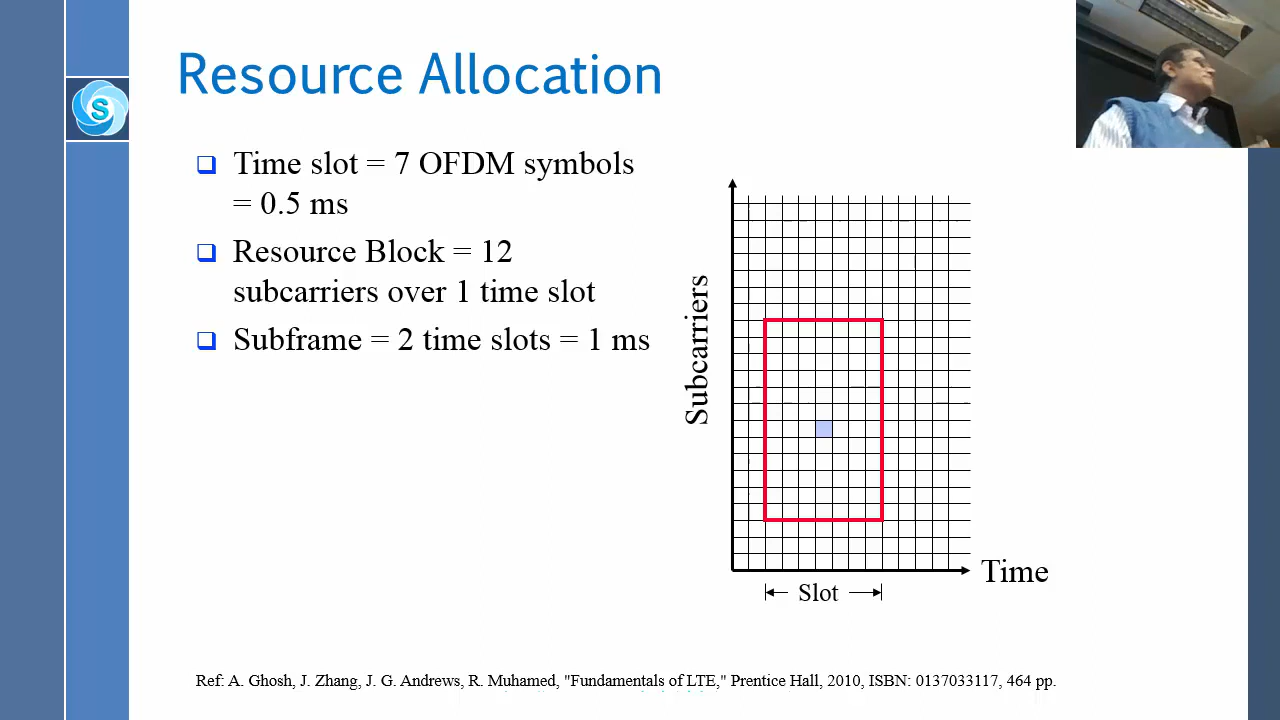 Resource Allocation
S
❑ Time slot = 7 OFDM symbols
= 0.5 ms
❑ Resource Block = 12
subcarriers over 1 time slot
❑ Subframe = 2 time slots = 1 ms
Subcarriers
Time
Slot
Ref: A. Ghosh, J. Zhang, J. G. Andrews, R. Muhamed, "Fundamentals of LTE," Prentice Hall, 2010, ISBN: 0137033117, 464 pp.